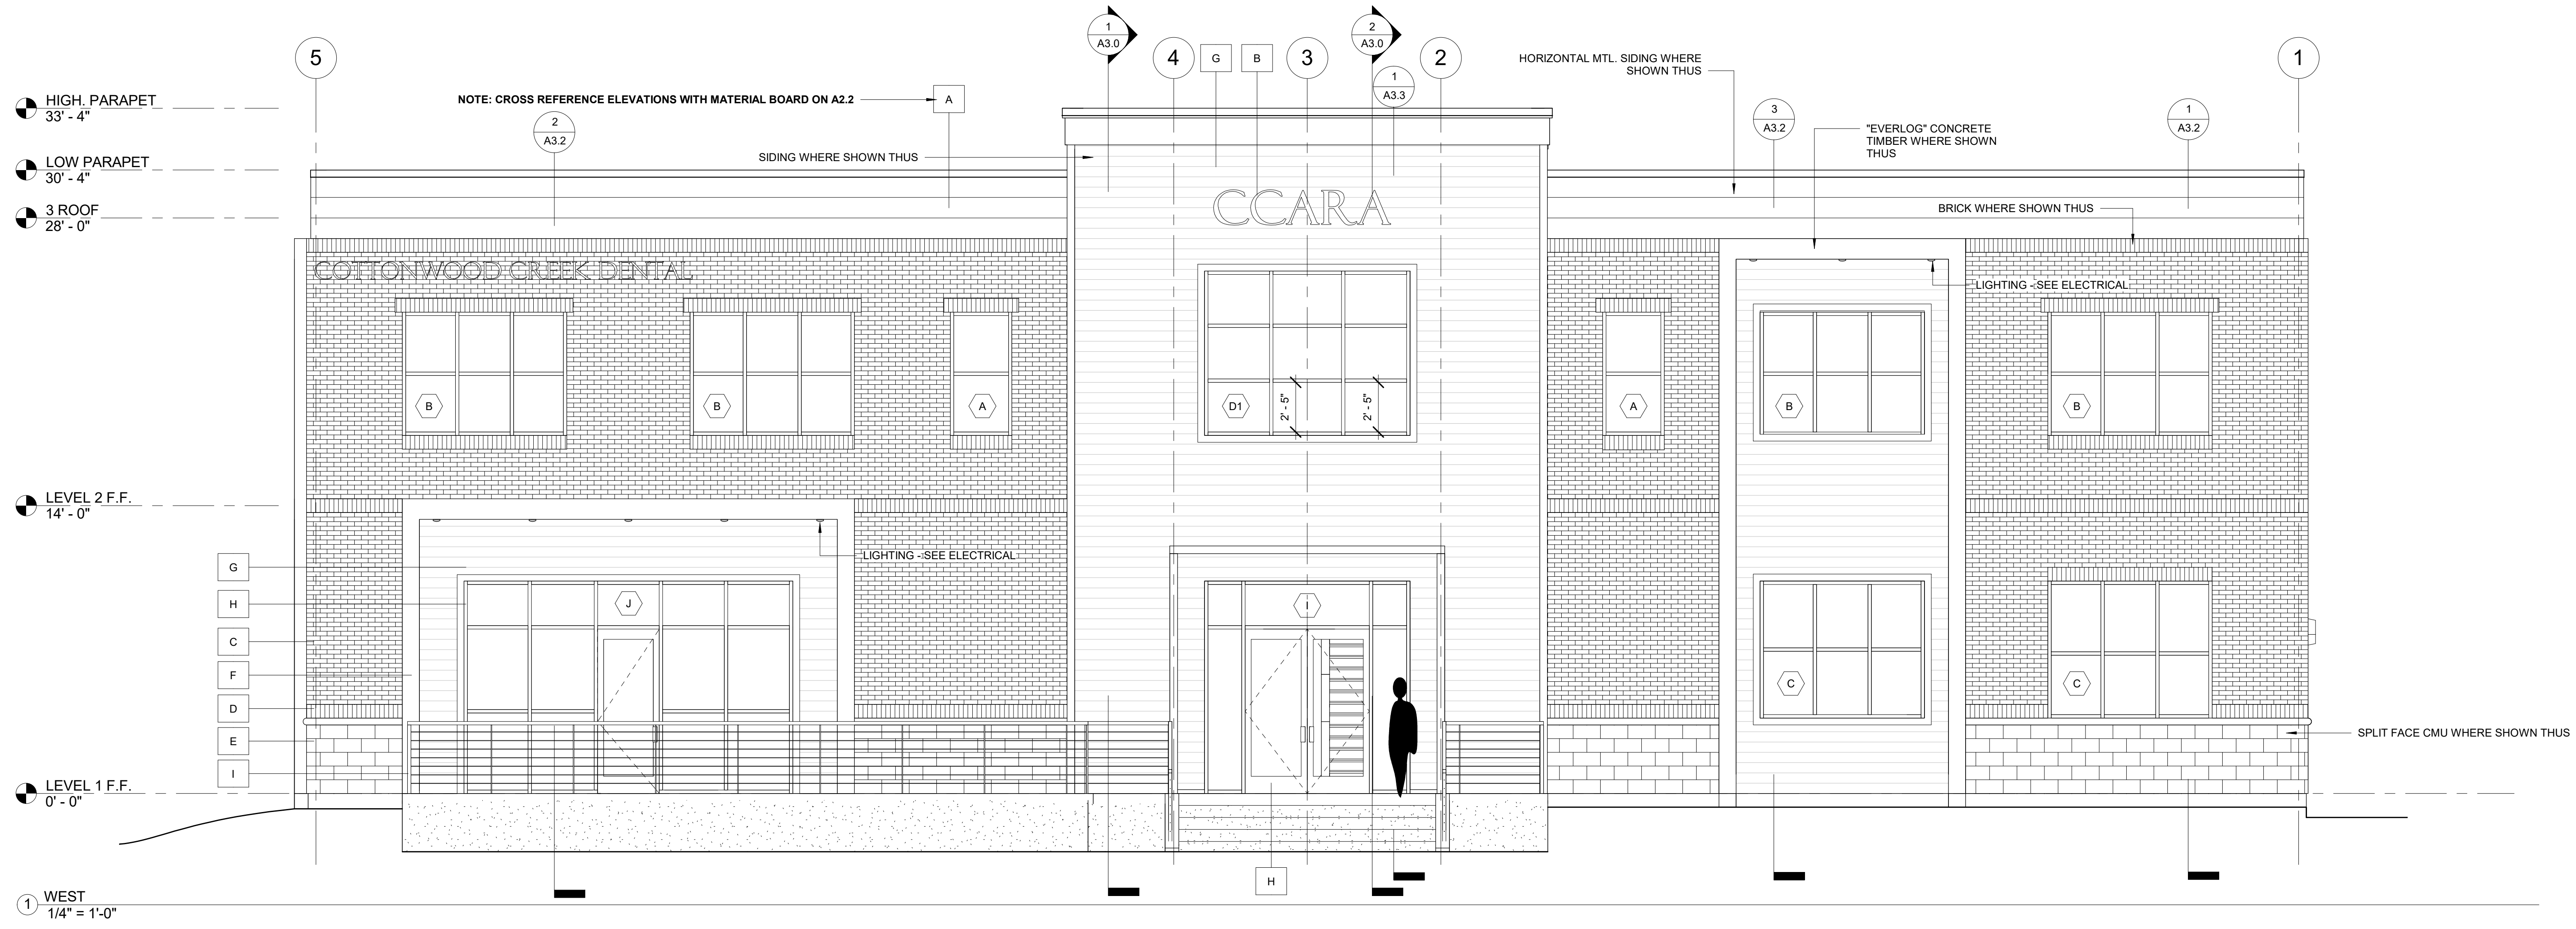 1
A3.0
2
A3.0
5
4
G
B
3
2
1
1
A3.3
HORIZONTAL MTL. SIDING WHERE
SHOWN THUS
HIGH. PARAPET
33' - 4"
NOTE: CROSS REFERENCE ELEVATIONS WITH MATERIAL BOARD ON A2.2
A
2
A3.2
3
A3.2
1
A3.2
"EVERLOG" CONCRETE
TIMBER WHERE SHOWN
THUS
LOW PARAPET
30' - 4"
SIDING WHERE SHOWN THUS
3 ROOF
28' - 0"
CCARA
BRICK WHERE SHOWN THUS
COTTONWOOD CREEK DENTAL
LIGHTING - SEE ELECTRICAL
B
B
A
D1
2' - 5"
2' - 5"
A
B
B
LEVEL 2 F.F.
14' - 0"
LIGHTING - SEE ELECTRICAL
G
H
J
I
C
F
C
C
D
E
SPLIT FACE CMU WHERE SHOWN THUS
I
LEVEL 1 F.F.
0' - 0"
H
1
WEST
1/4" = 1'-0"